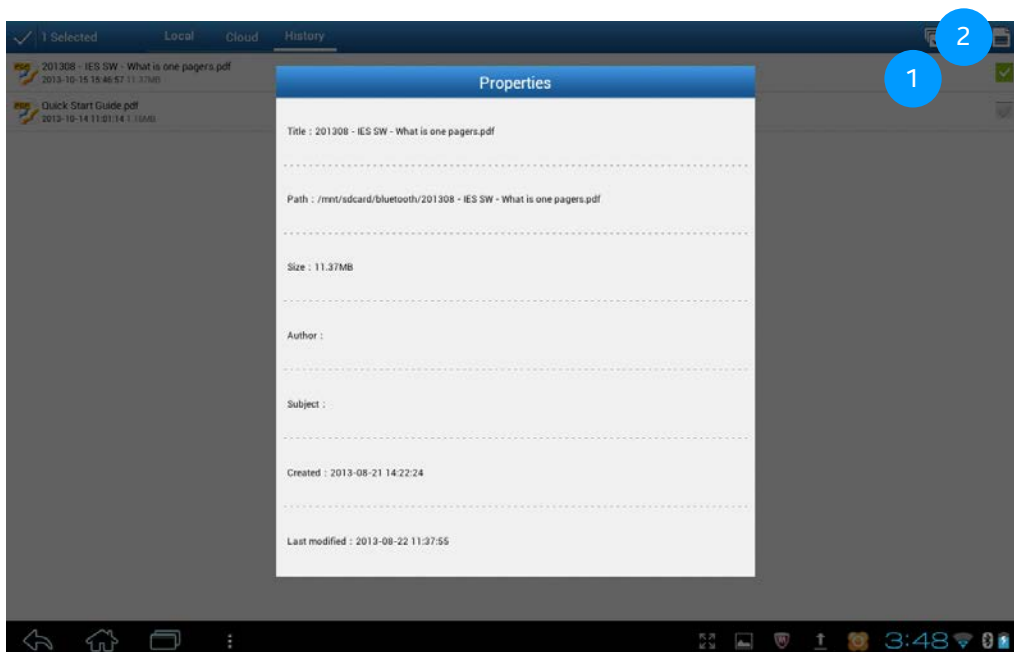 1 Selected Local Cloud History
2
1
201308 - IES SW - What is one pagers.pdf
2013-10-15 15:46:57 11.37MB
Quick Start Guide.pdf
2013-10-14 11:01:14 1.16MB
Properties
Title : 201308 - IES SW - What is one pagers.pdf
Path : /mnt/sdcard/bluetooth/201308 - IES SW - What is one pagers.pdf
Size : 11.37MB
Author :
Subject :
Created : 2013-08-21 14:22:24
Last modified : 2013-08-22 11:37:55
3:48